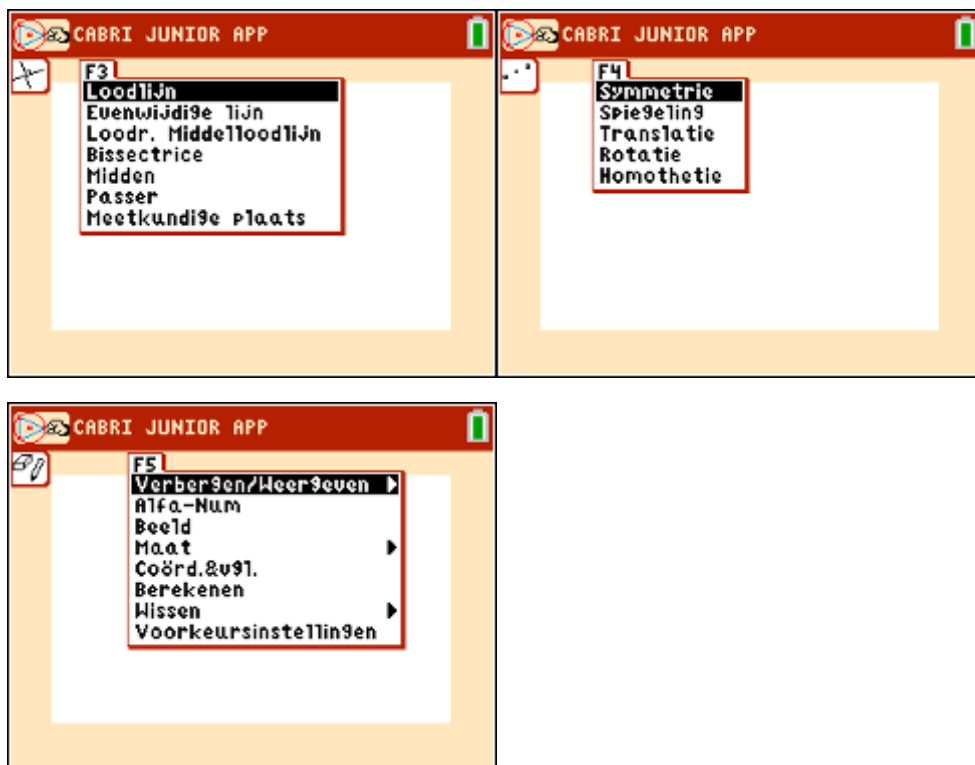 CABRI JUNIOR APP
F3
Loodlijn
Evenwijdige lijn
Loodr. Middelloodlijn
Bissectrice
Midden
Passer
Meetkundige plaats
CABRI JUNIOR APP
F4
Symmetrie
Spiegeling
Translatie
Rotatie
Homothetie
CABRI JUNIOR APP
F5
Verbergen/Weergeven
Alfa-Num
Beeld
Maat
Coörd.&vgl.
Berekenen
Wissen
Voorkeursinstellingen